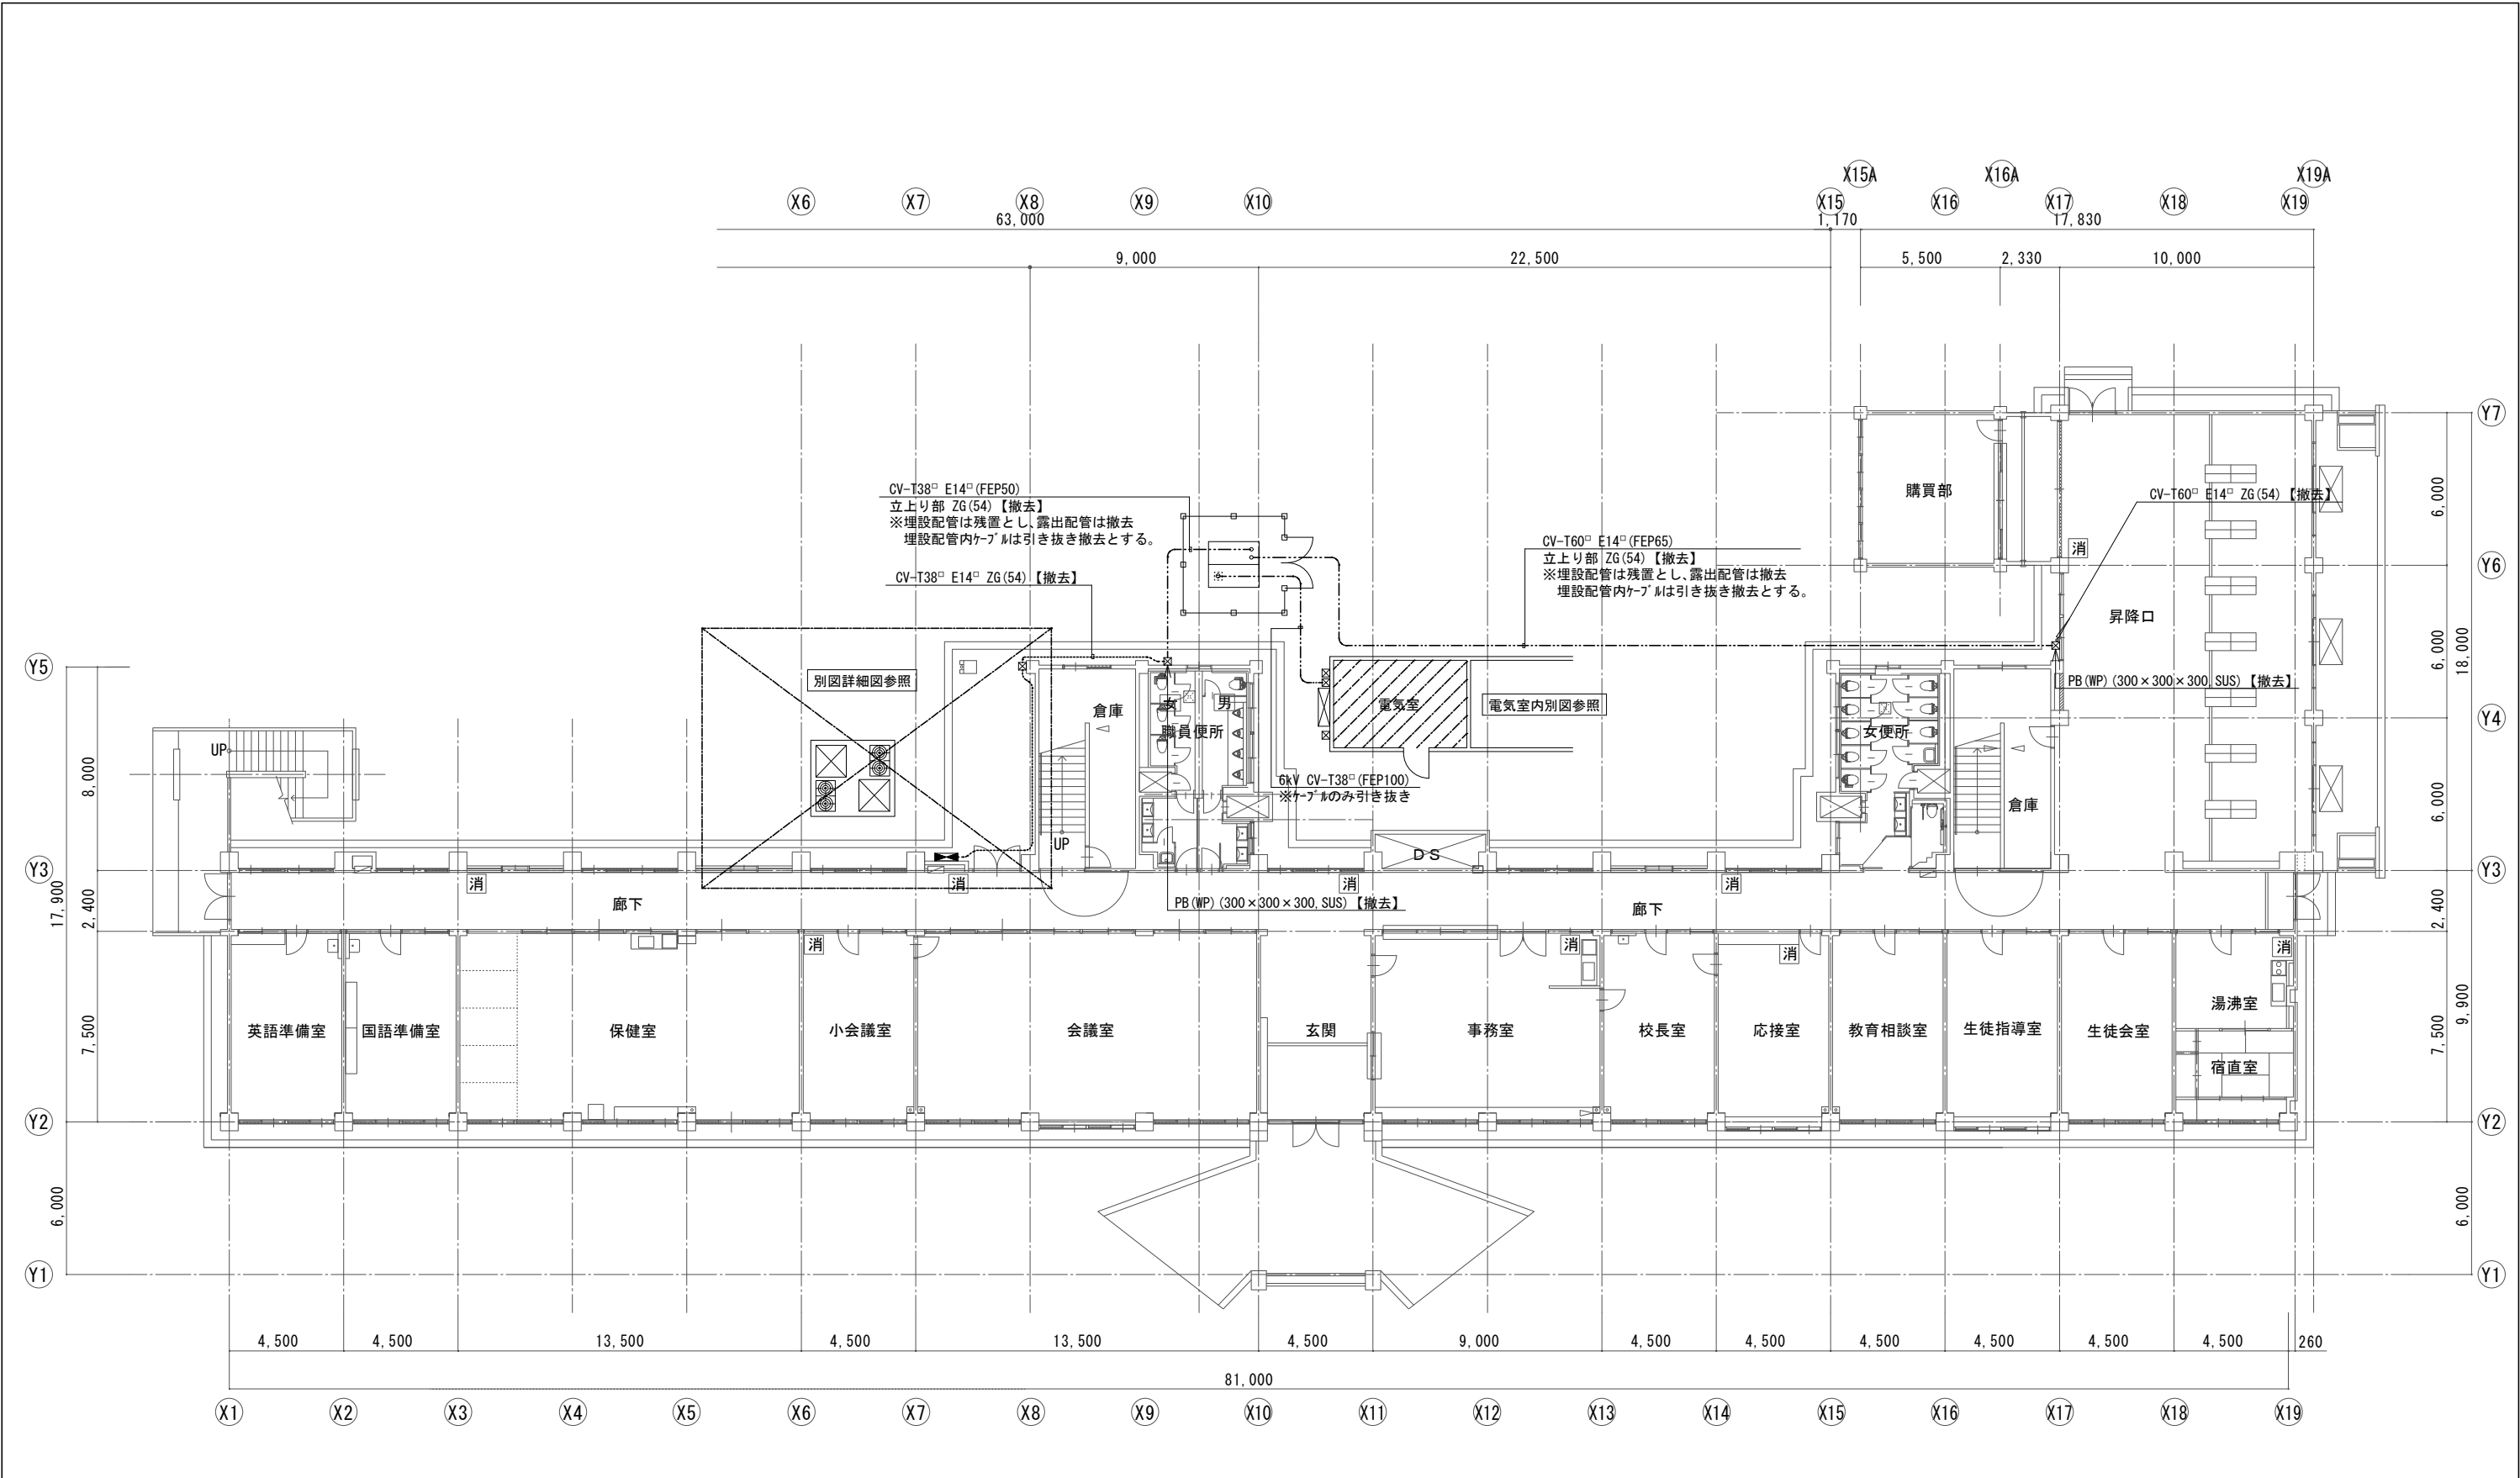 X15A
X16A
X19A
X6
X7
X8
X9
X10
X15
X16
X17
X18
X19
63,000
1,170
17,830
9,000
22,500
5,500
2,330
10,000
Y7
CV-T38□ E14□(FEP50)
立上り部 ZG(54)【撤去】
※埋設配管は残置とし、露出配管は撤去
埋設配管内ケーブルは引き抜き撤去とする。
CV-T38□ E14□ ZG(54)【撤去】
CV-T60□ E14□(FEP65)
立上り部 ZG(54)【撤去】
※埋設配管は残置とし、露出配管は撤去
埋設配管内ケーブルは引き抜き撤去とする。
購買部
CV-T60□ E14□ ZG(54)【撤去】
6,000
消
Y6
昇降口
6,000
18,000
Y5
別図詳細図参照
電気室
電気室内別図参照
PB(WP)(300×300×300,SUS)【撤去】
倉庫
女
男
職員便所
女便所
Y4
UP
8,000
6kV CV-T38□(FEP100)
※ケーブルのみ引き抜き
倉庫
6,000
UP
DS
Y3
消
消
消
消
Y3
17,900
2,400
廊下
PB(WP)(300×300×300,SUS)【撤去】
廊下
2,400
消
消
消
消
7,500
英語準備室
国語準備室
保健室
小会議室
会議室
玄関
事務室
校長室
応接室
教育相談室
生徒指導室
生徒会室
湯沸室
宿直室
7,500
9,900
Y2
Y2
6,000
6,000
Y1
Y1
4,500
4,500
13,500
4,500
13,500
4,500
9,000
4,500
4,500
4,500
4,500
4,500
4,500
260
81,000
X1
X2
X3
X4
X5
X6
X7
X8
X9
X10
X11
X12
X13
X14
X15
X16
X17
X18
X19